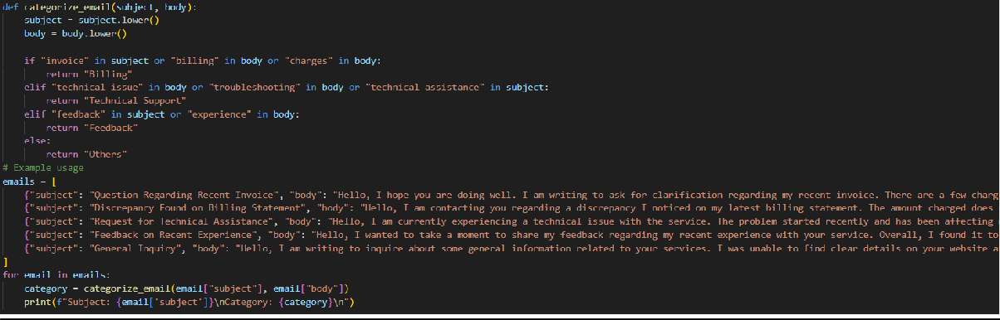 def categorize_email(subject, body):
    subject = subject.lower()
    body = body.lower()

    if "invoice" in subject or "billing" in body or "charges" in body:
        return "Billing"
    elif "technical issue" in body or "troubleshooting" in body or "technical assistance" in subject:
        return "Technical Support"
    elif "feedback" in subject or "experience" in body:
        return "Feedback"
    else:
        return "Others"
# Example usage
emails = [
    {"subject": "Question Regarding Recent Invoice", "body": "Hello, I hope you are doing well. I am writing to ask for clarification regarding my recent invoice. There are a few charg
    {"subject": "Discrepancy Found on Billing Statement", "body": "Hello, I am contacting you regarding a discrepancy I noticed on my latest billing statement. The amount charged does
    {"subject": "Request for Technical Assistance", "body": "Hello, I am currently experiencing a technical issue with the service. The problem started recently and has been affecting
    {"subject": "Feedback on Recent Experience", "body": "Hello, I wanted to take a moment to share my feedback regarding my recent experience with your service. Overall, I found it to
    {"subject": "General Inquiry", "body": "Hello, I am writing to inquire about some general information related to your services. I was unable to find clear details on your website a
]
for email in emails:
    category = categorize_email(email["subject"], email["body"])
    print(f"Subject: {email['subject']}\nCategory: {category}\n")